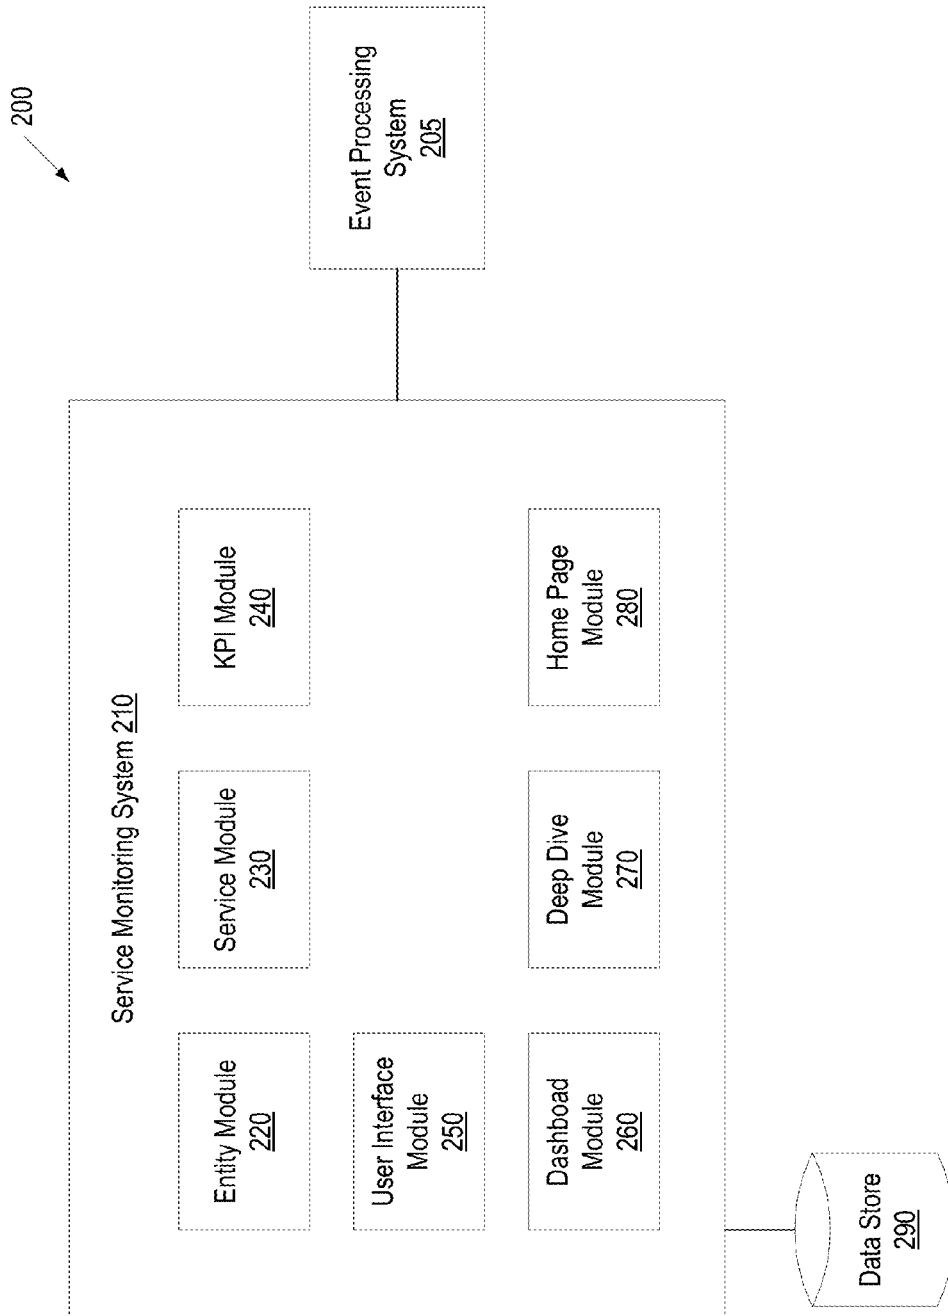 200
Service Monitoring System 210
Entity Module
220
Service Module
230
KPI Module
240
User Interface
Module
250
Dashboad
Module
260
Deep Dive
Module
270
Home Page
Module
280
Event Processing
System
205
Data Store
290